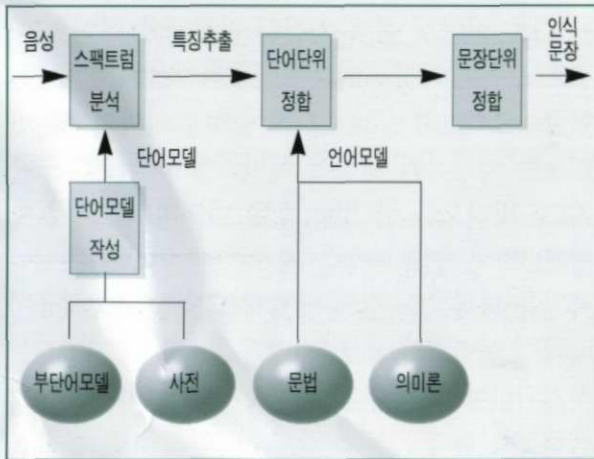 음성
스팩트럼
분석
특징추출
단어단위
정합
문장단위
정합
인식
문장
단어모델
언어모델
단어모델
작성
부단어모델
사전
문법
의미론